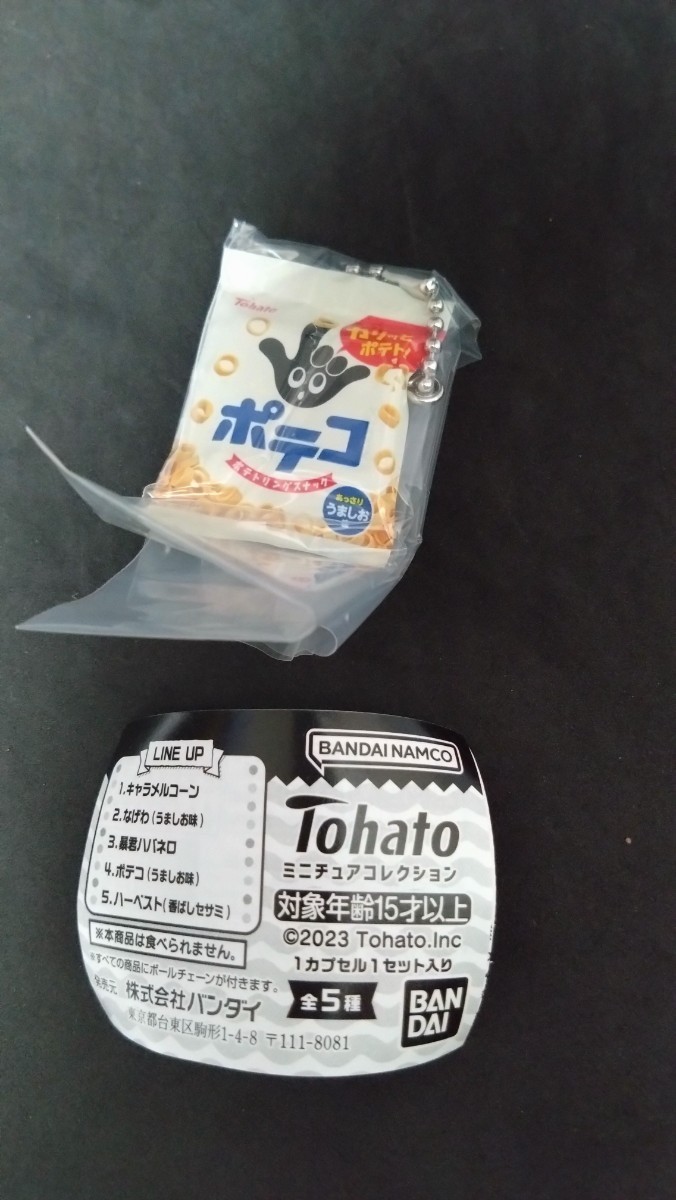 Tohato
ポテト!
ポテコ
ポテトリングスナック
あっさり
うましお
味
LINE UP
1.キャラメルコーン
2.なげわ(うましお味)
3.暴君ハバネロ
4.ポテコ(うましお味)
5.ハーベスト(香ばしセサミ)
※本商品は食べられません。
※すべての商品にボールチェーンが付きます。
発売元 株式会社バンダイ
東京都台東区駒形1-4-8 〒111-8081
BANDAI NAMCO
Tohato
ミニチュアコレクション
対象年齢15才以上
©2023 Tohato.Inc
1カプセル1セット入り
全5種
BAN
DAI